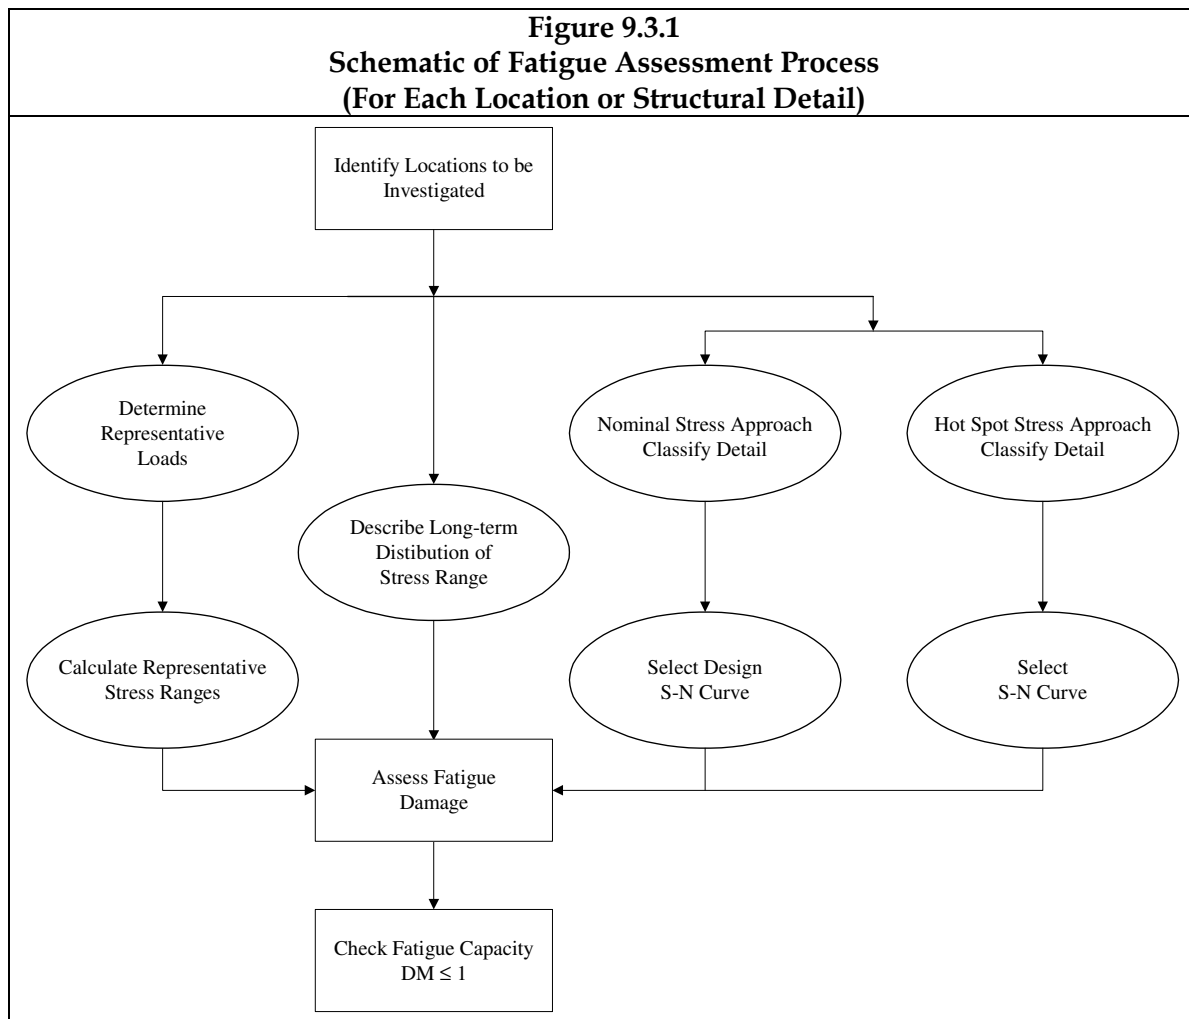 Figure 9.3.1
Schematic of Fatigue Assessment Process
(For Each Location or Structural Detail)
Identify Locations to be
Investigated
Determine
Representative
Loads
Nominal Stress Approach
Classify Detail
Hot Spot Stress Approach
Classify Detail
Describe Long-term
Distibution of
Stress Range
Calculate Representative
Stress Ranges
Select Design
S-N Curve
Select
S-N Curve
Assess Fatigue
Damage
Check Fatigue Capacity
DM ≤ 1